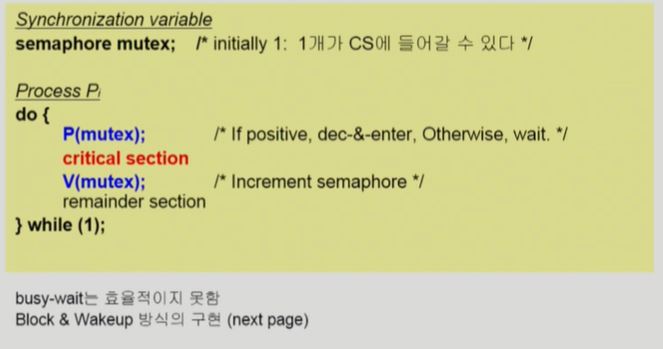 Synchronization variable
semaphore mutex; /* initially 1: 1개가 CS에 들어갈 수 있다 */
Process Pi
do {
P(mutex); /* If positive, dec-&-enter, Otherwise, wait. */
critical section
V(mutex); /* Increment semaphore */
remainder section
} while (1);
busy-wait는 효율적이지 못함
Block & Wakeup 방식의 구현 (next page)